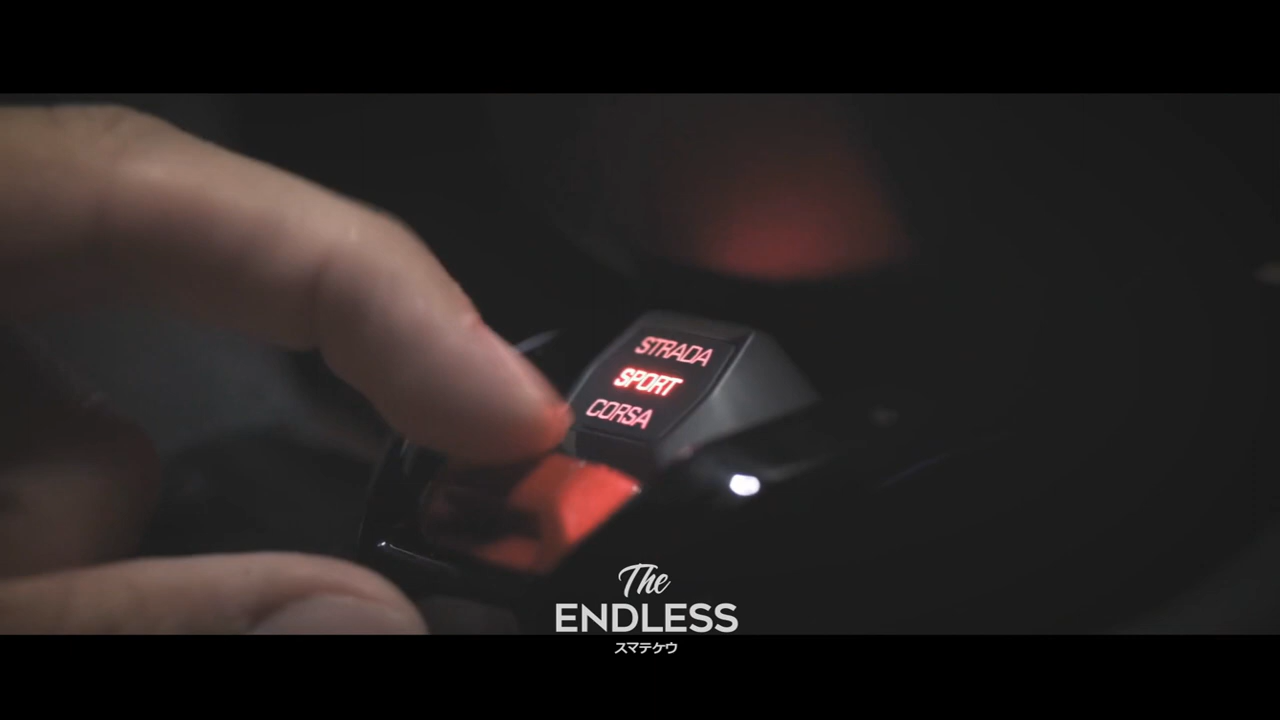 STRADA
SPORT
CORSA
The
ENDLESS
スマテケウ